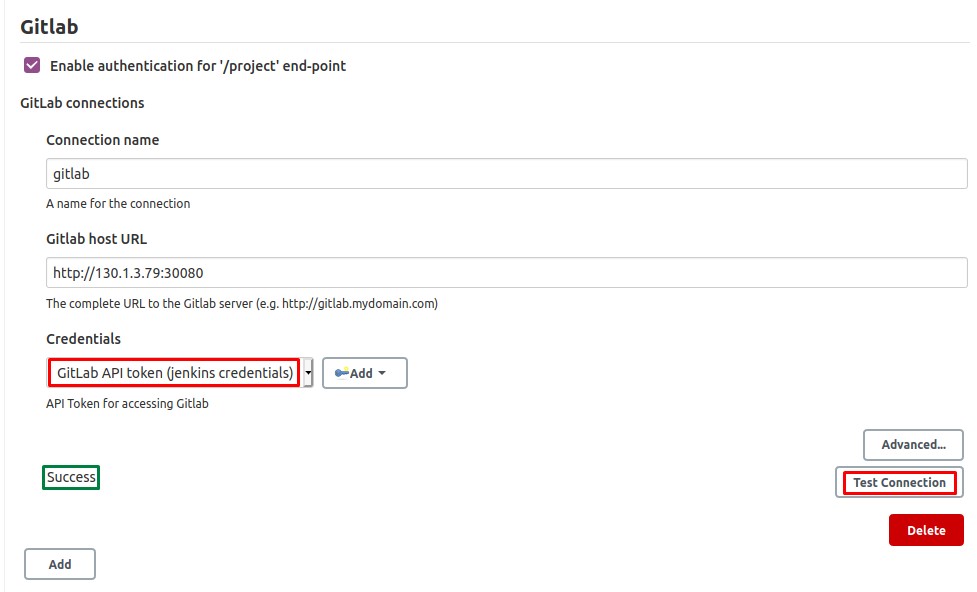 Gitlab
Enable authentication for '/project' end-point
GitLab connections
Connection name
gitlab
A name for the connection
Gitlab host URL
http://130.1.3.79:30080
The complete URL to the Gitlab server (e.g. http://gitlab.mydomain.com)
Credentials
GitLab API token (jenkins credentials)
Add
API Token for accessing Gitlab
Advanced...
Success
Test Connection
Delete
Add